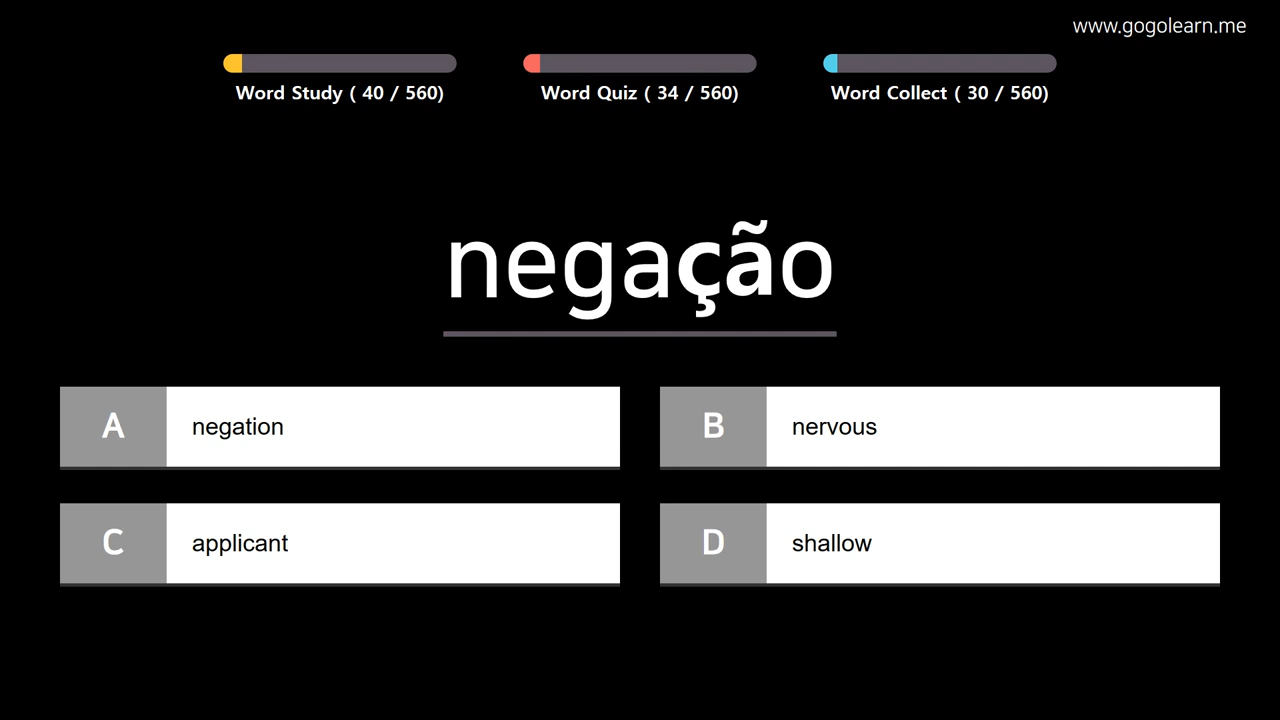 www.gogolearn.me
Word Study ( 40 / 560)
Word Quiz ( 34 / 560)
Word Collect ( 30 / 560)
negação
A negation
B nervous
C applicant
D shallow